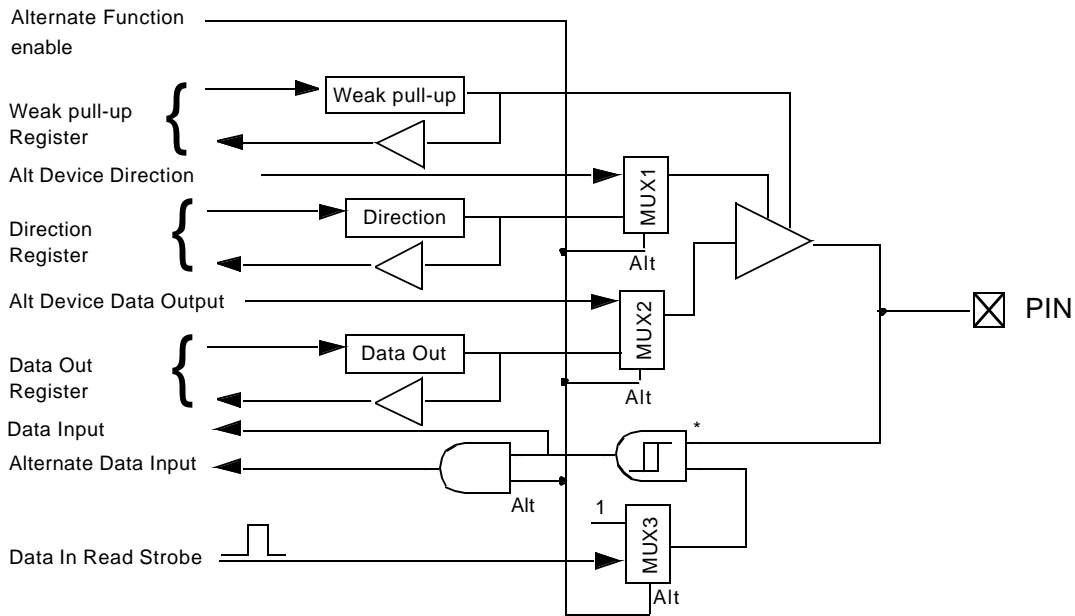 Alternate Function
enable
Weak pull-up
Weak pull-up
Register
Alt Device Direction
MUX1
Direction
Direction
Register
Alt
Alt Device Data Output
MUX2
PIN
Data Out
Data Out
Register
Alt
Data Input
*
Alternate Data Input
Alt
1
MUX3
Data In Read Strobe
Alt